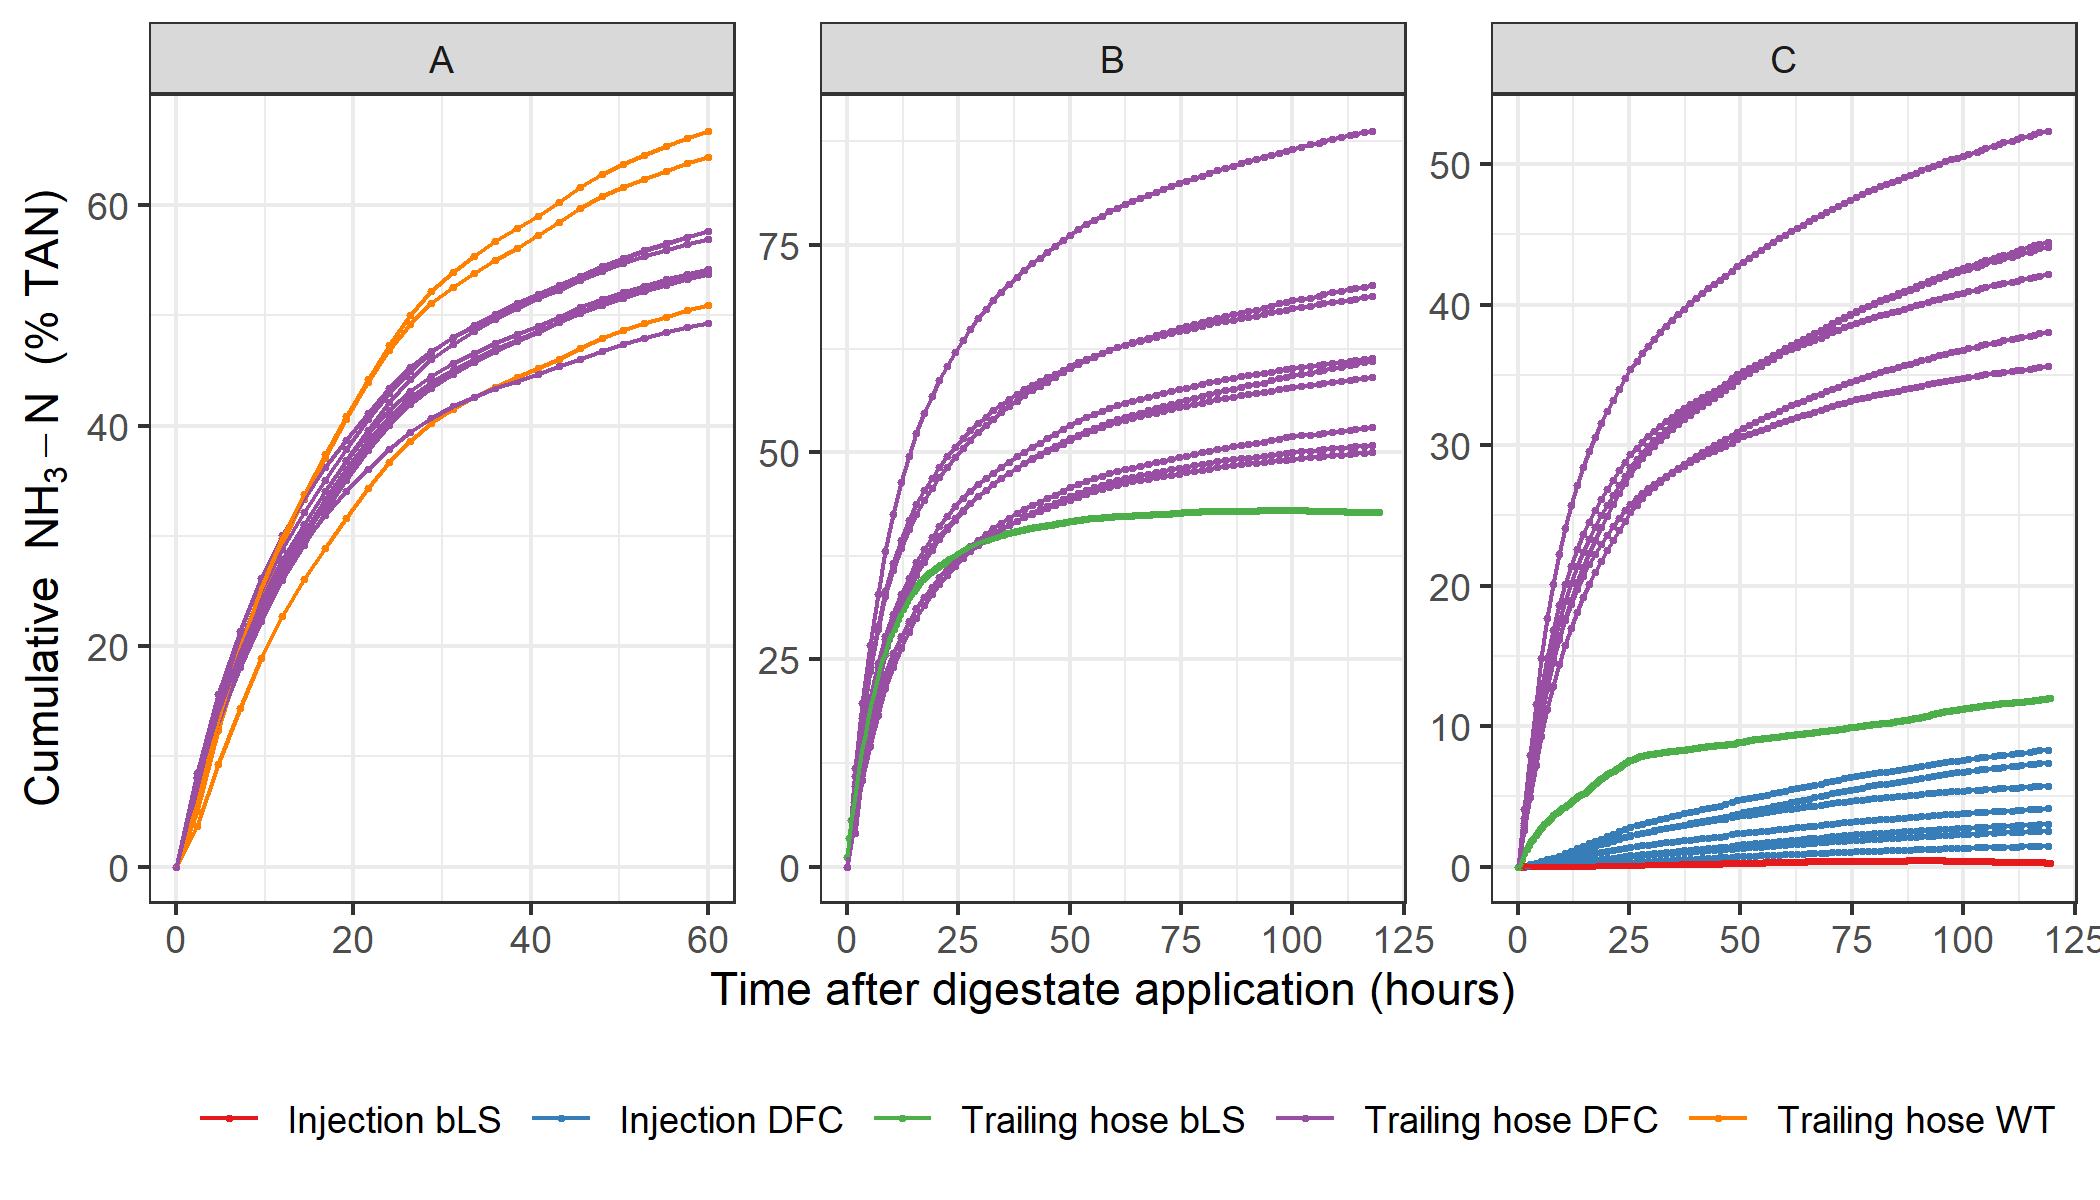 A B C
Cumulative NH₃−N (% TAN)
60
40
20
0
75
50
25
0
50
40
30
20
10
0
0 20 40 60
0 25 50 75 100 125
0 25 50 75 100 125
Time after digestate application (hours)
Injection bLS Injection DFC Trailing hose bLS Trailing hose DFC Trailing hose WT